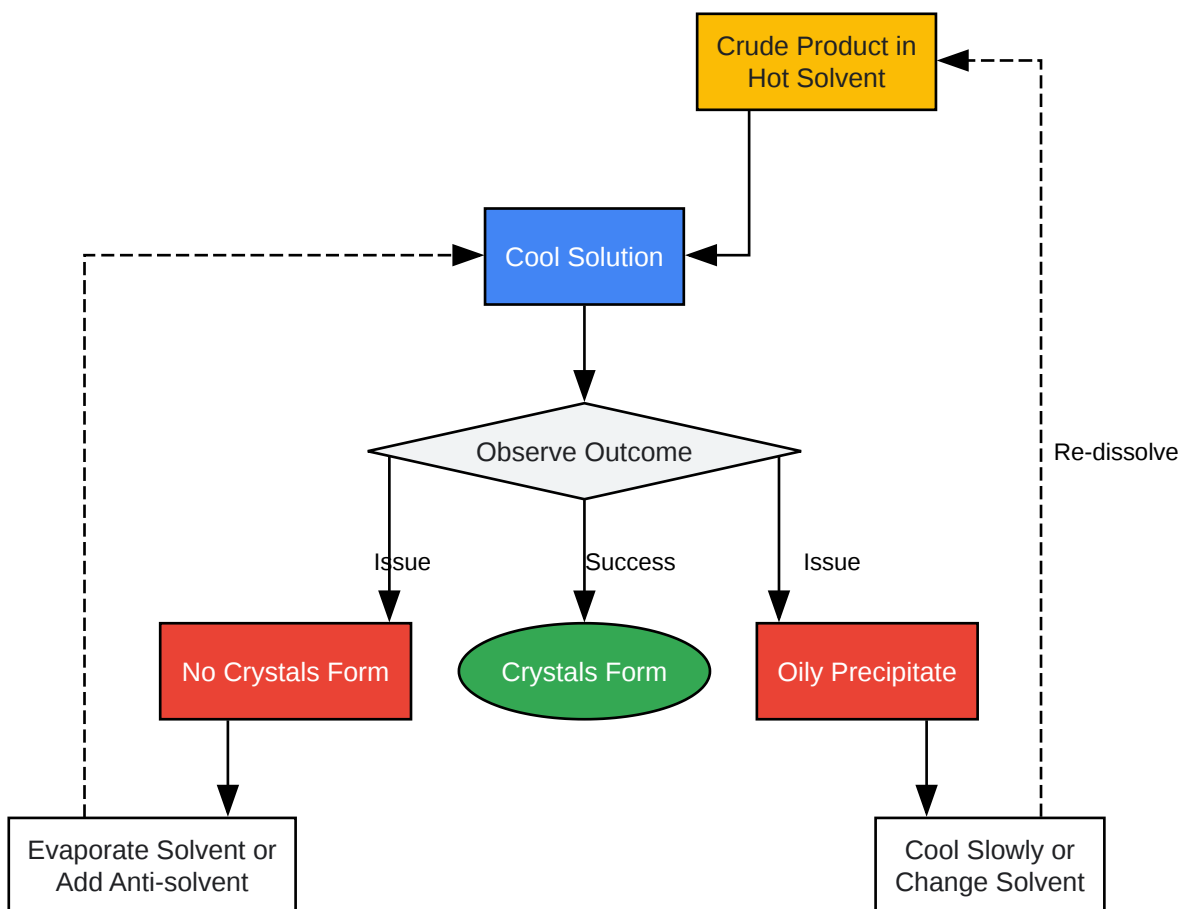 Crude Product in
Hot Solvent
Cool Solution
Observe Outcome
Re-dissolve
Issue
Success
Issue
No Crystals Form
Crystals Form
Oily Precipitate
Evaporate Solvent or
Add Anti-solvent
Cool Slowly or
Change Solvent